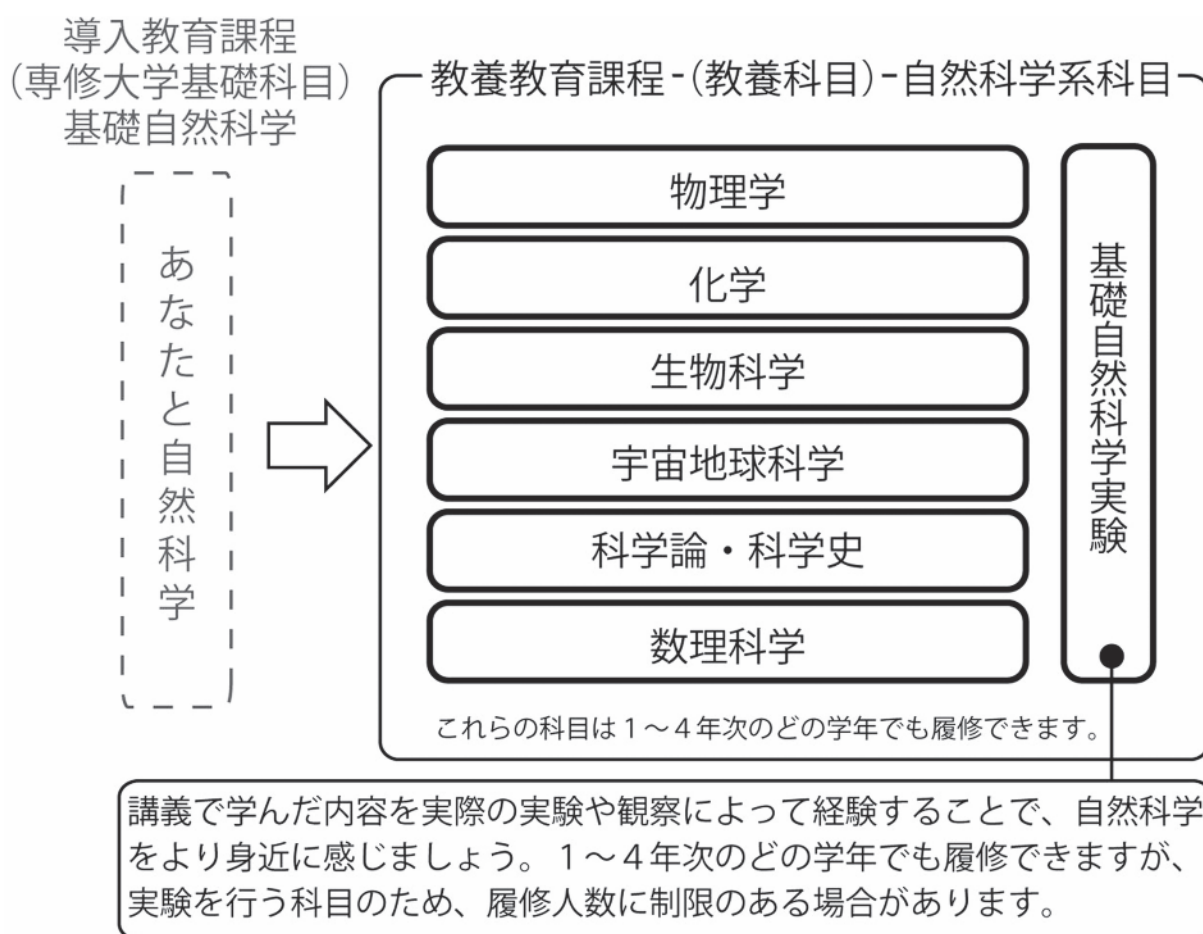 導入教育課程
（専修大学基礎科目）
基礎自然科学
あなたと自然科学
教養教育課程-（教養科目）-自然科学系科目
物理学
化学
生物科学
宇宙地球科学
科学論・科学史
数理科学
基礎自然科学実験
これらの科目は１～４年次のどの学年でも履修できます。
講義で学んだ内容を実際の実験や観察によって経験することで、自然科学
をより身近に感じましょう。１～４年次のどの学年でも履修できますが、
実験を行う科目のため、履修人数に制限のある場合があります。